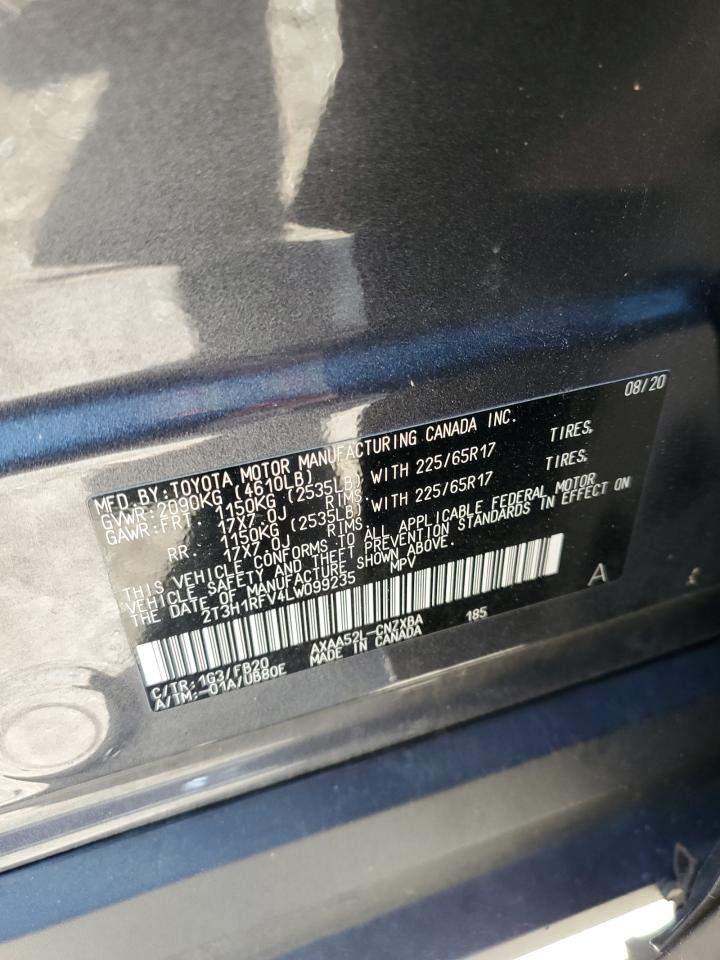 08/20
MFD.BY:TOYOTA MOTOR MANUFACTURING CANADA INC.
GVWR:2090KG (4610LB)
GAWR:FRT. 1150KG (2535LB) WITH 225/65R17 TIRES,
17X7.0J RIMS
RR. 1150KG (2535LB) WITH 225/65R17 TIRES,
17X7.0J RIMS
THIS VEHICLE CONFORMS TO ALL APPLICABLE FEDERAL MOTOR
VEHICLE SAFETY AND THEFT PREVENTION STANDARDS IN EFFECT ON
THE DATE OF MANUFACTURE SHOWN ABOVE.
2T3H1RFV4LW099235 MPV
A
C/TR:1G3/FB20 AXAA52L-CNZXBA 185
A/TM:-01A/UB80E MADE IN CANADA